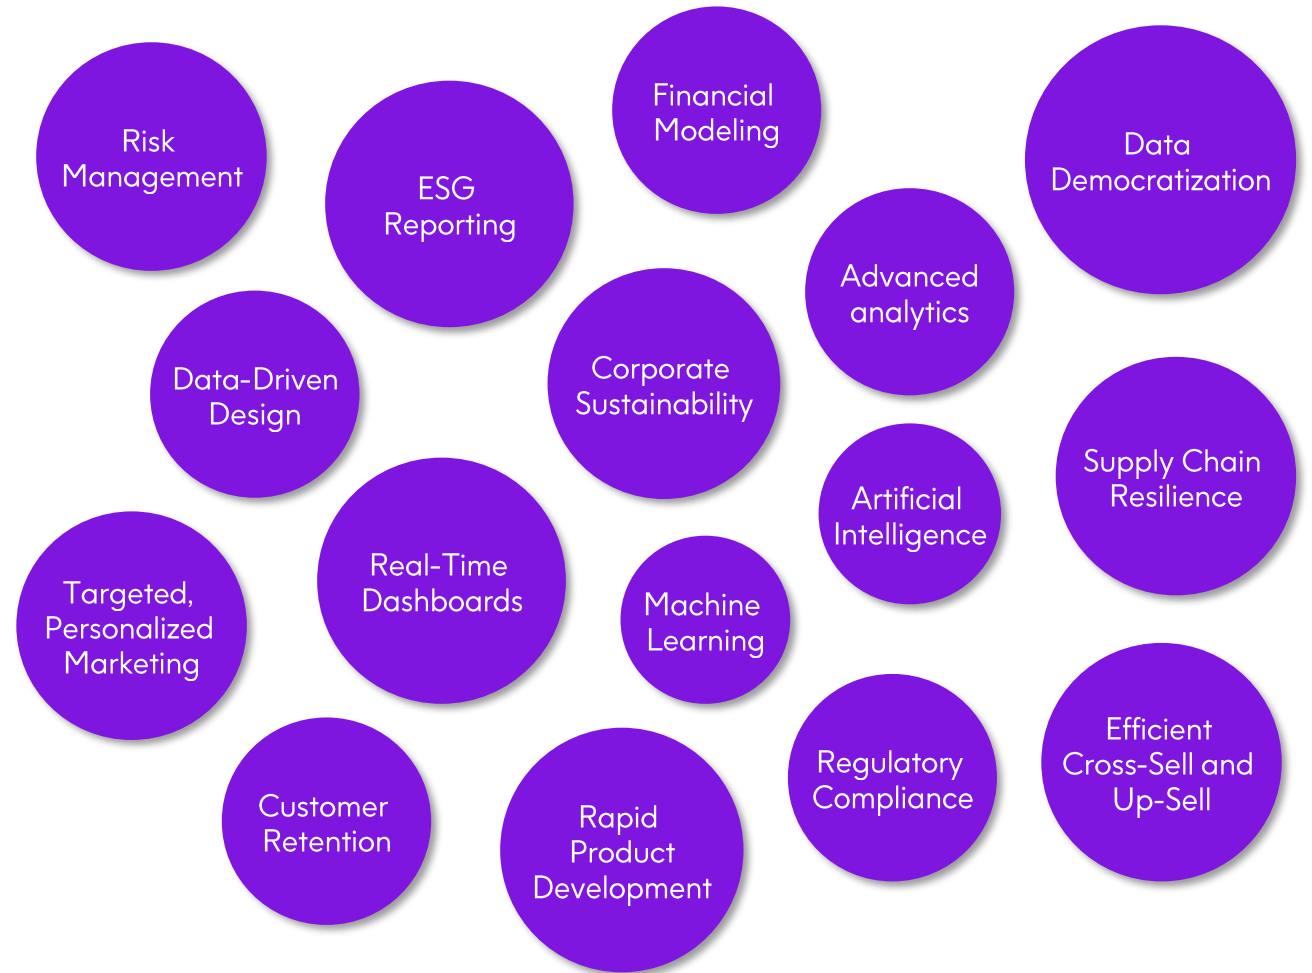 Risk
Management
ESG
Reporting
Financial
Modeling
Data
Democratization
Advanced
analytics
Data-Driven
Design
Corporate
Sustainability
Supply Chain
Resilience
Artificial
Intelligence
Real-Time
Dashboards
Targeted,
Personalized
Marketing
Machine
Learning
Customer
Retention
Rapid
Product
Development
Regulatory
Compliance
Efficient
Cross-Sell and
Up-Sell